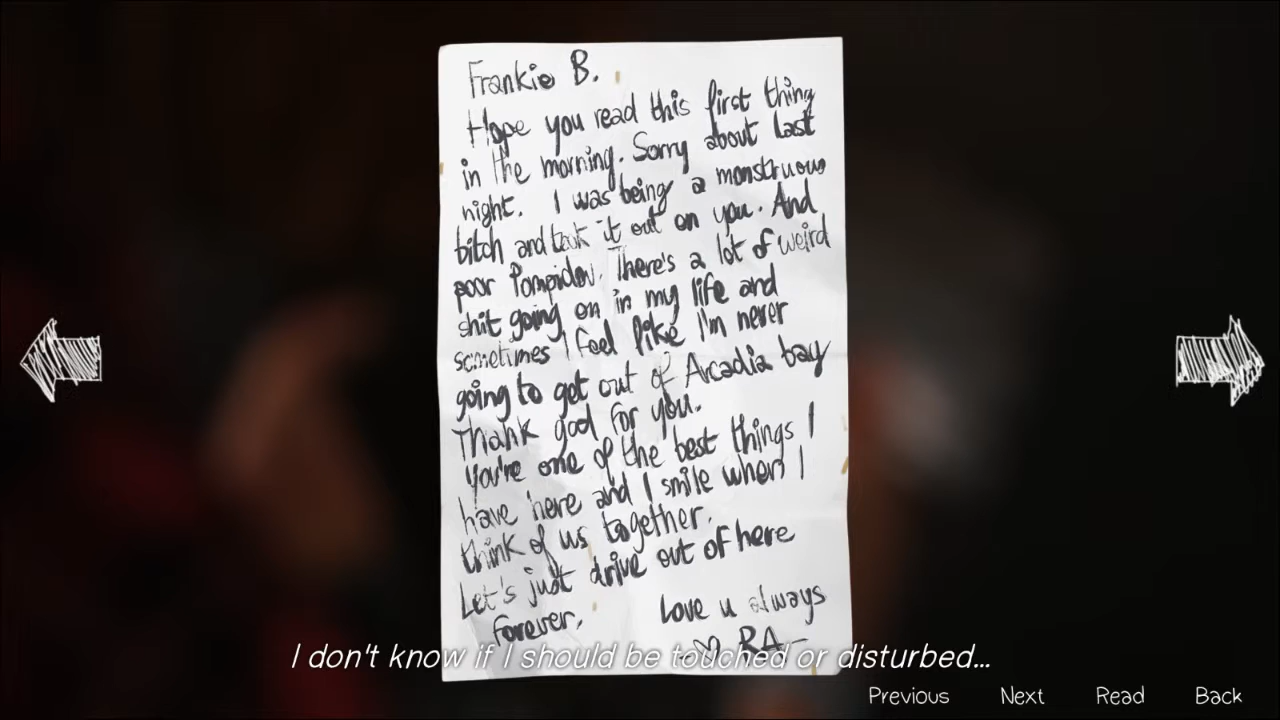 Frankie B.
Hope you read this first thing
in the morning. Sorry about last
night. I was being a monstruous
bitch and took it out on you. And
poor Pompidou. There's a lot of weird
shit going on in my life and
sometimes I feel like I'm never
going to get out of Arcadia bay
Thank god for you.
You're one of the best things I
have here and I smile when I
think of us together.
Let's just drive out of here
forever.
Love u always
-♡ RA-
I don't know if I should be touched or disturbed...
Previous Next Read Back